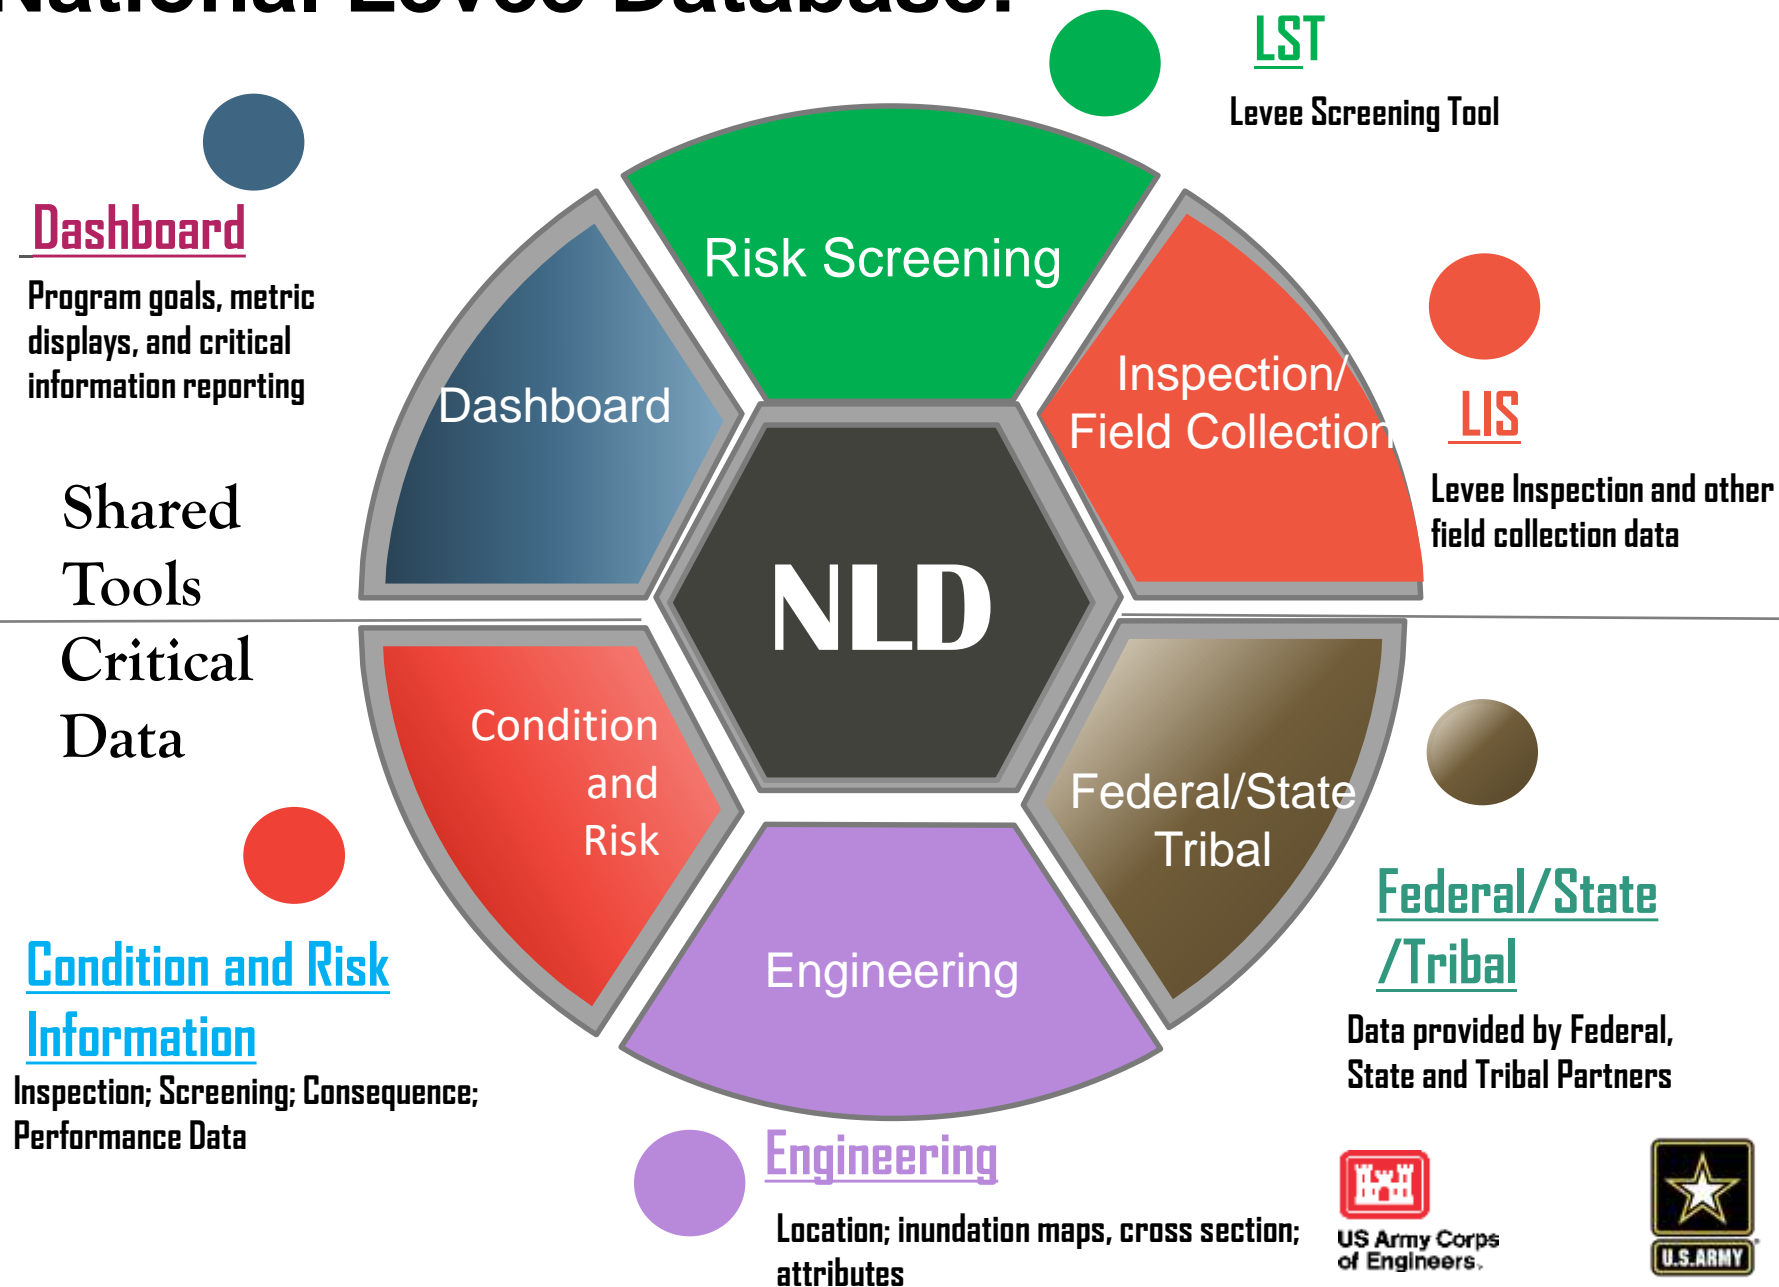 National Levee Database:
LST
Levee Screening Tool
Dashboard
Program goals, metric
displays, and critical
information reporting
Risk Screening
Inspection/
Field Collection
LIS
Levee Inspection and other
field collection data
Dashboard
Shared
Tools
Critical
Data
NLD
Condition
and
Risk
Federal/State
Tribal
Engineering
Federal/State
/Tribal
Data provided by Federal,
State and Tribal Partners
Condition and Risk
Information
Inspection; Screening; Consequence;
Performance Data
Engineering
Location; inundation maps, cross section;
attributes
US Army Corps
of Engineers.
U.S.ARMY